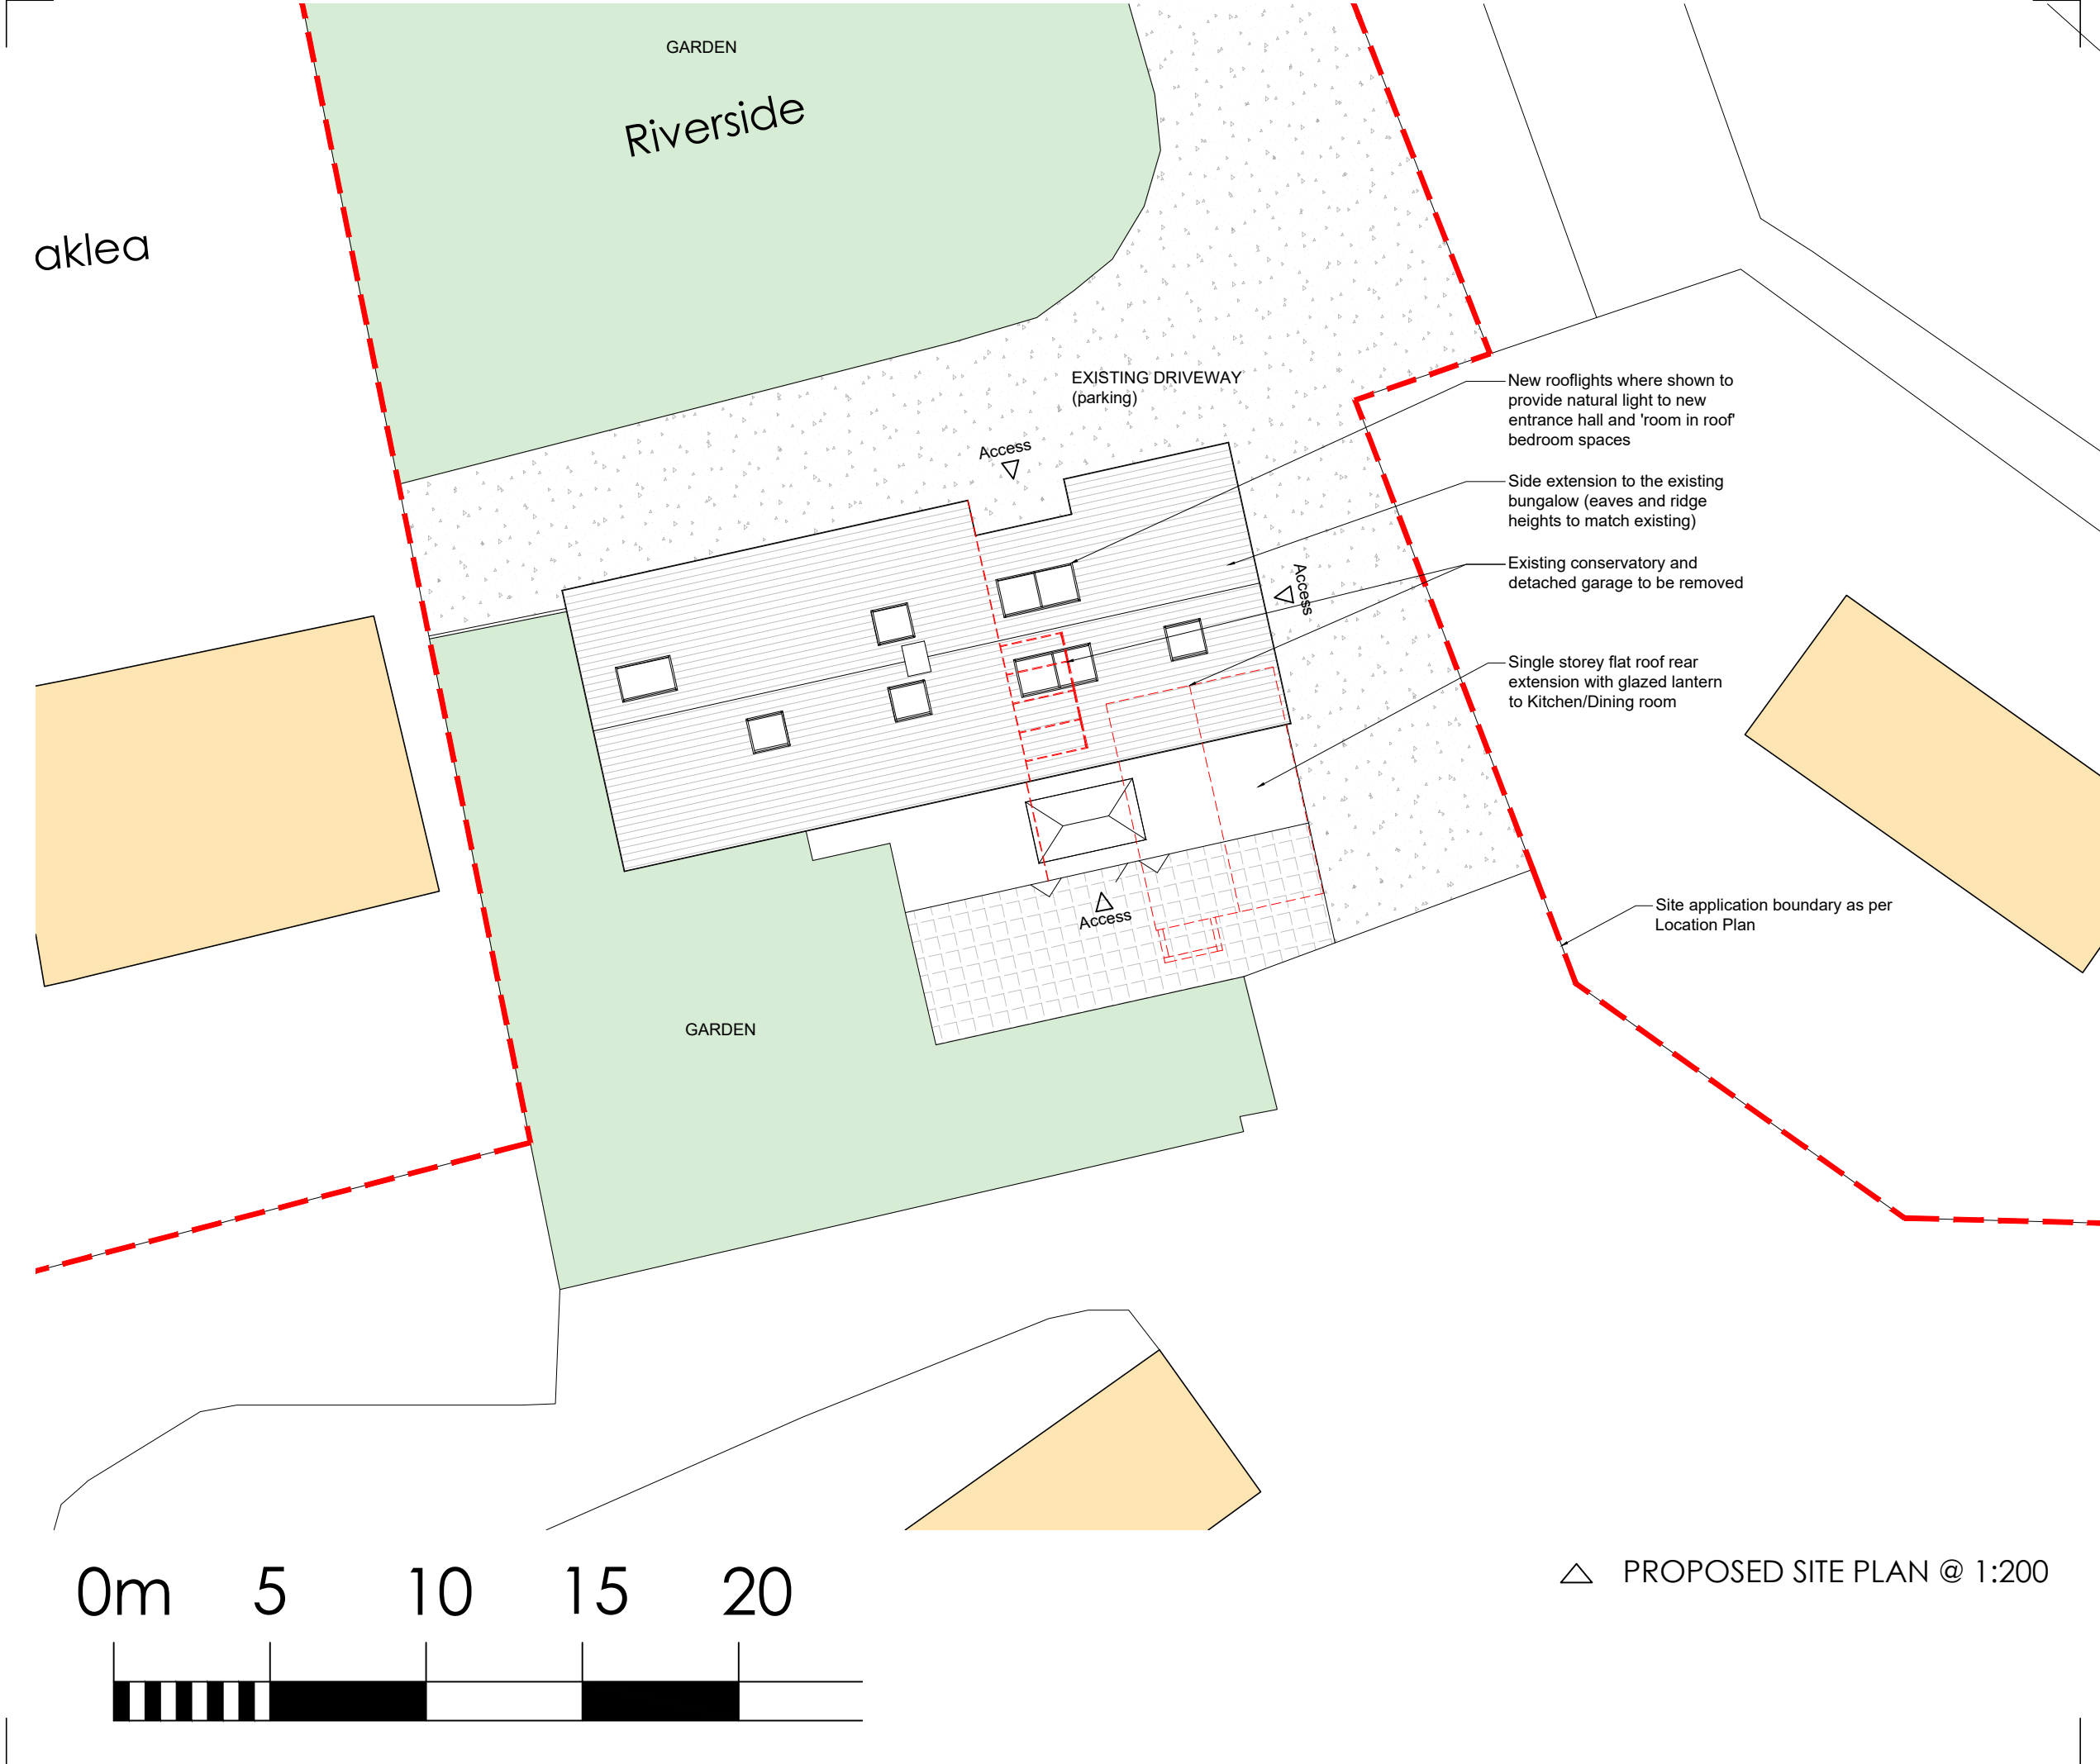 GARDEN
Riverside
aklea
EXISTING DRIVEWAY
(parking)
New rooflights where shown to
provide natural light to new
entrance hall and 'room in roof'
bedroom spaces
Access
Side extension to the existing
bungalow (eaves and ridge
heights to match existing)
Existing conservatory and
detached garage to be removed
Access
Single storey flat roof rear
extension with glazed lantern
to Kitchen/Dining room
Access
Site application boundary as per
Location Plan
GARDEN
0m 5 10 15 20
PROPOSED SITE PLAN @ 1:200